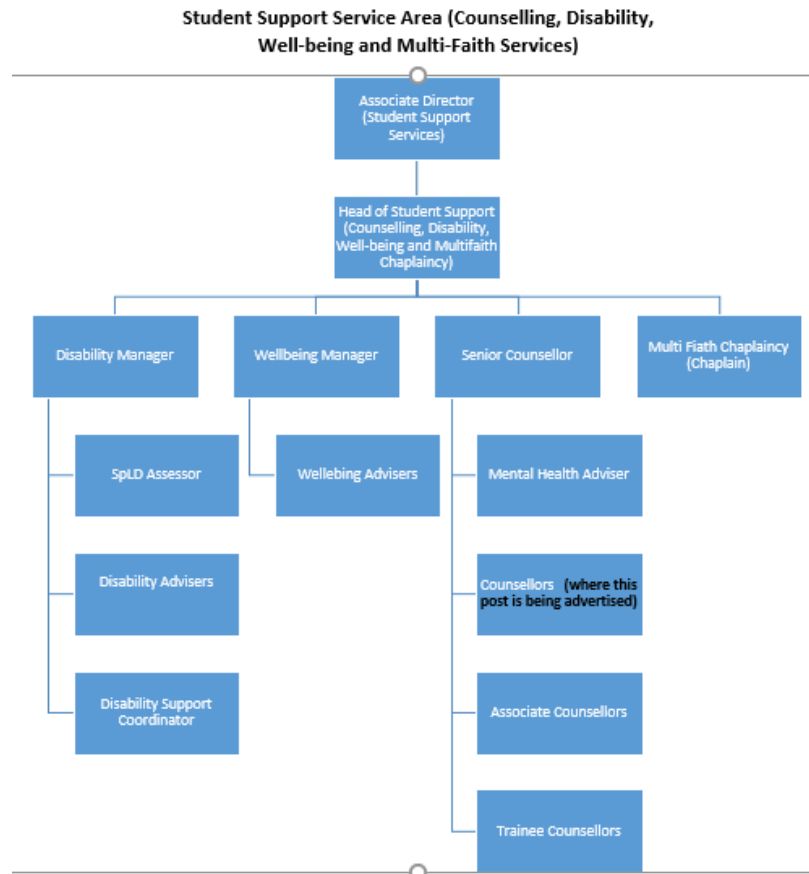 Student Support Service Area (Counselling, Disability,
Well-being and Multi-Faith Services)
Associate Director
(Student Support
Services)
Head of Student Support
(Counselling, Disability,
Well-being and Multifaith
Chaplaincy)
Disability Manager
Wellbeing Manager
Senior Counsellor
Multi Fiath Chaplaincy
(Chaplain)
SpLD Assessor
Wellebing Advisers
Mental Health Adviser
Disability Advisers
Counsellors (where this
post is being advertised)
Disability Support
Coordinator
Associate Counsellors
Trainee Counsellors